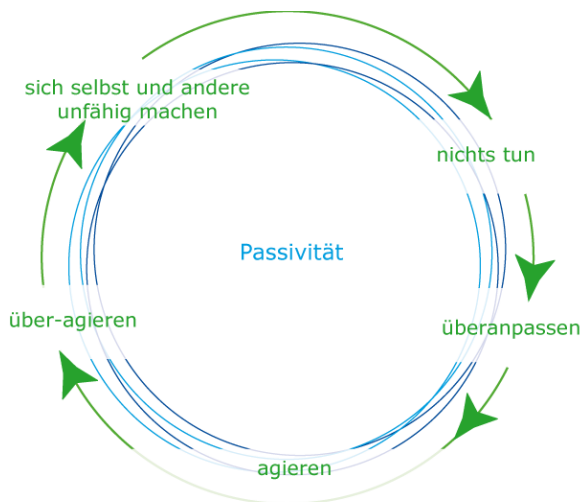 sich selbst und andere
unfähig machen
nichts tun
Passivität
über-agieren
überanpassen
agieren